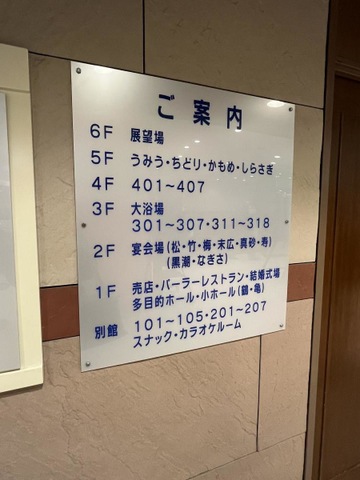 ご案内
6F 展望場
5F うみう・ちどり・かもめ・しらさぎ
4F 401～407
3F 大浴場
301～307・311～318
2F 宴会場(松・竹・梅・末広・真砂・寿)
(黒潮・なぎさ)
1F 売店・パーラーレストラン・結婚式場
多目的ホール・小ホール(鶴・亀)
別館 101～105・201～207
スナック・カラオケルーム